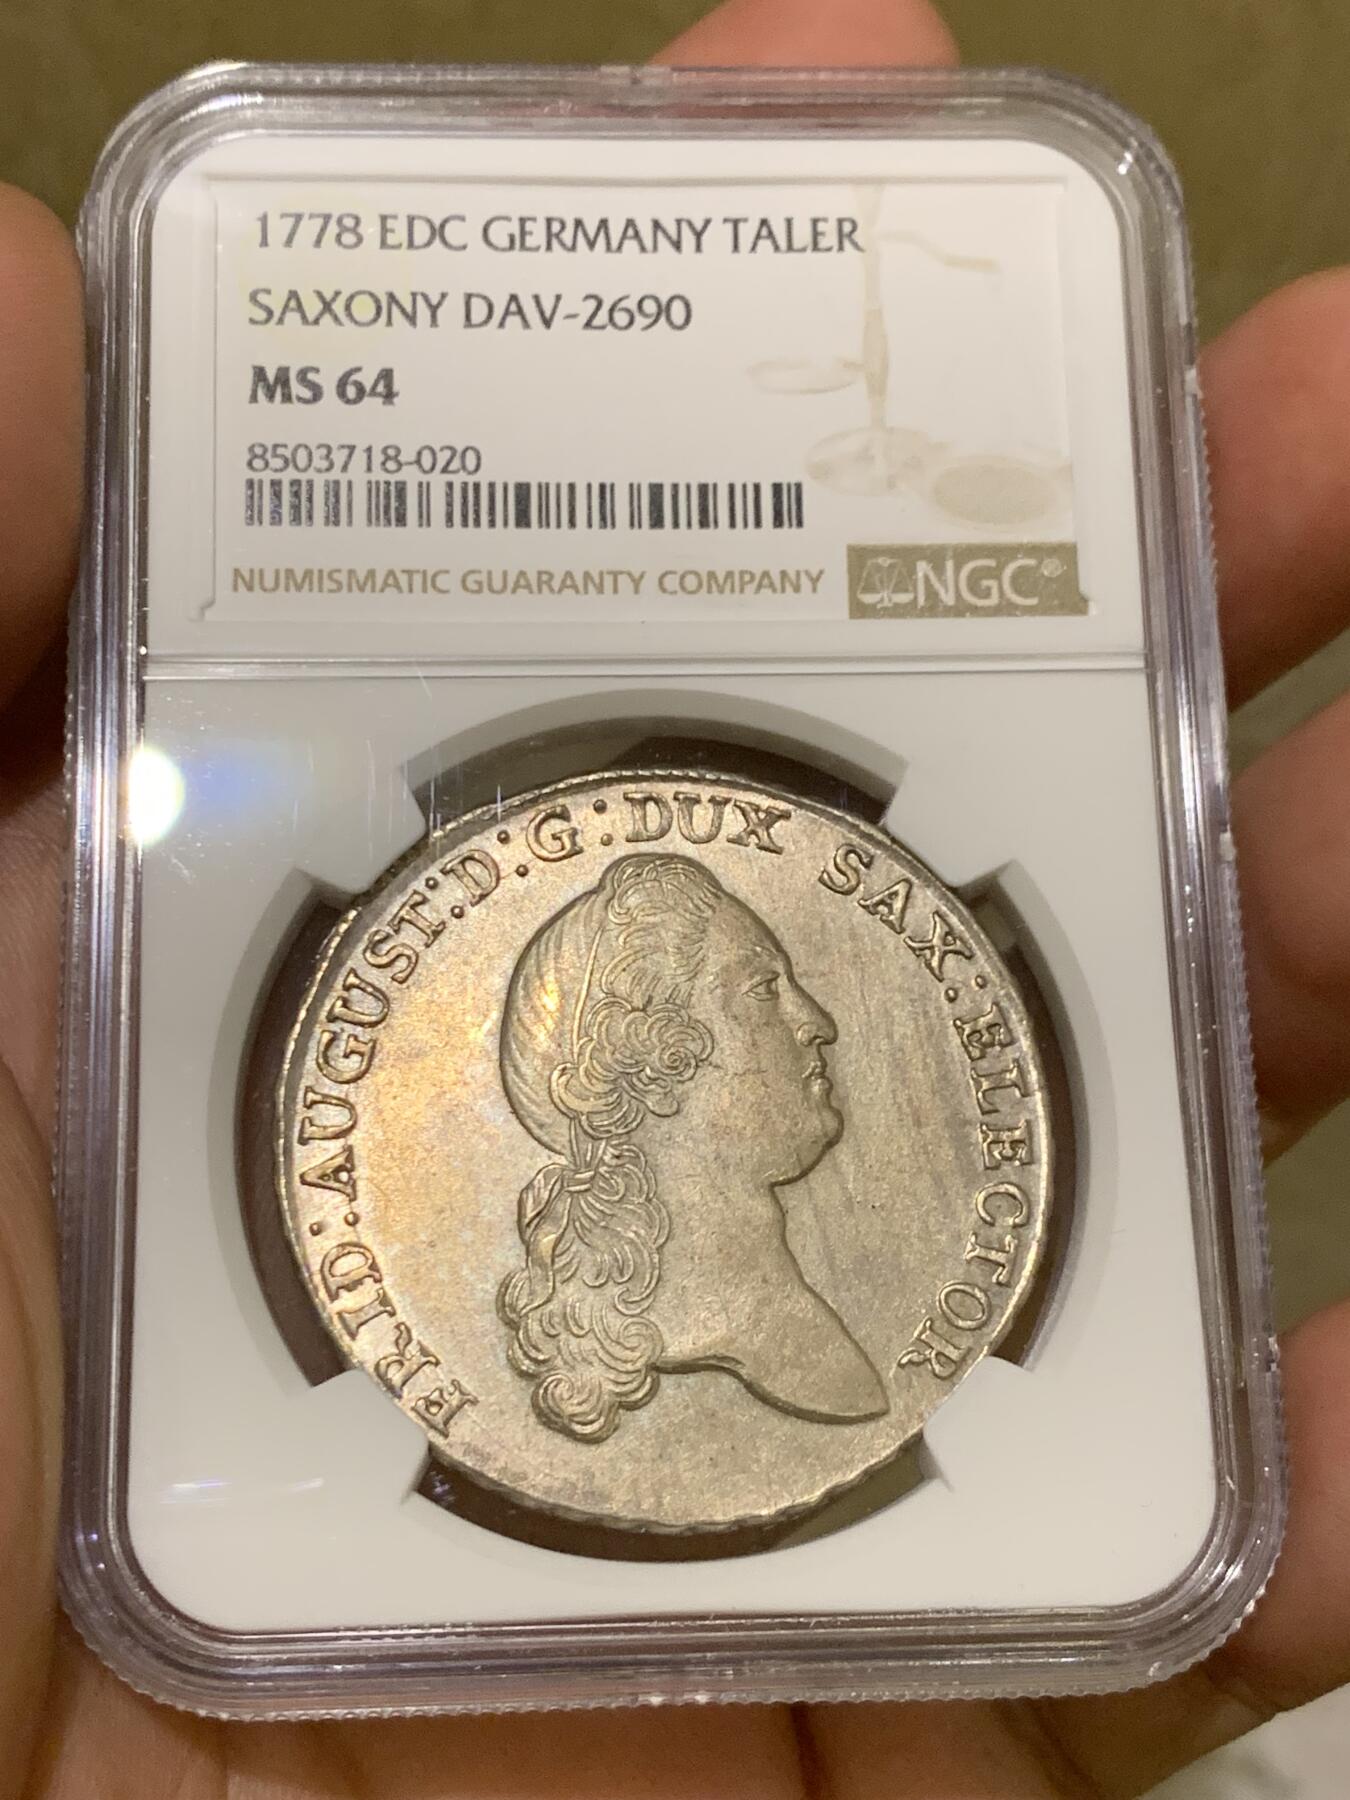 1778 EDC GERMANY TALER
SAXONY DAV-2690
MS 64
8503718-020
NUMISMATIC GUARANTY COMPANY
NGC®
FRID:AUGUST:D:G:DUX SAX:ELECTOR